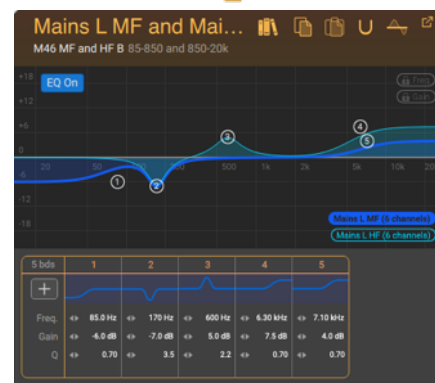 Mains L MF and Mai...
M46 MF and HF B 85-850 and 850-20k
+18
EQ On
Freq
Gain
+12
+6
0
20 50 100 200 500 1k 2k 5k 10k 20
-6
-12
-18
1
2
3
4
5
Mains L MF (6 channels)
Mains L HF (6 channels)
5 bds 1 2 3 4 5
+
Freq. 85.0 Hz 170 Hz 600 Hz 6.30 kHz 7.10 kHz
Gain -6.0 dB -7.0 dB 5.0 dB 7.5 dB 4.0 dB
Q 0.70 3.5 2.2 0.70 0.70